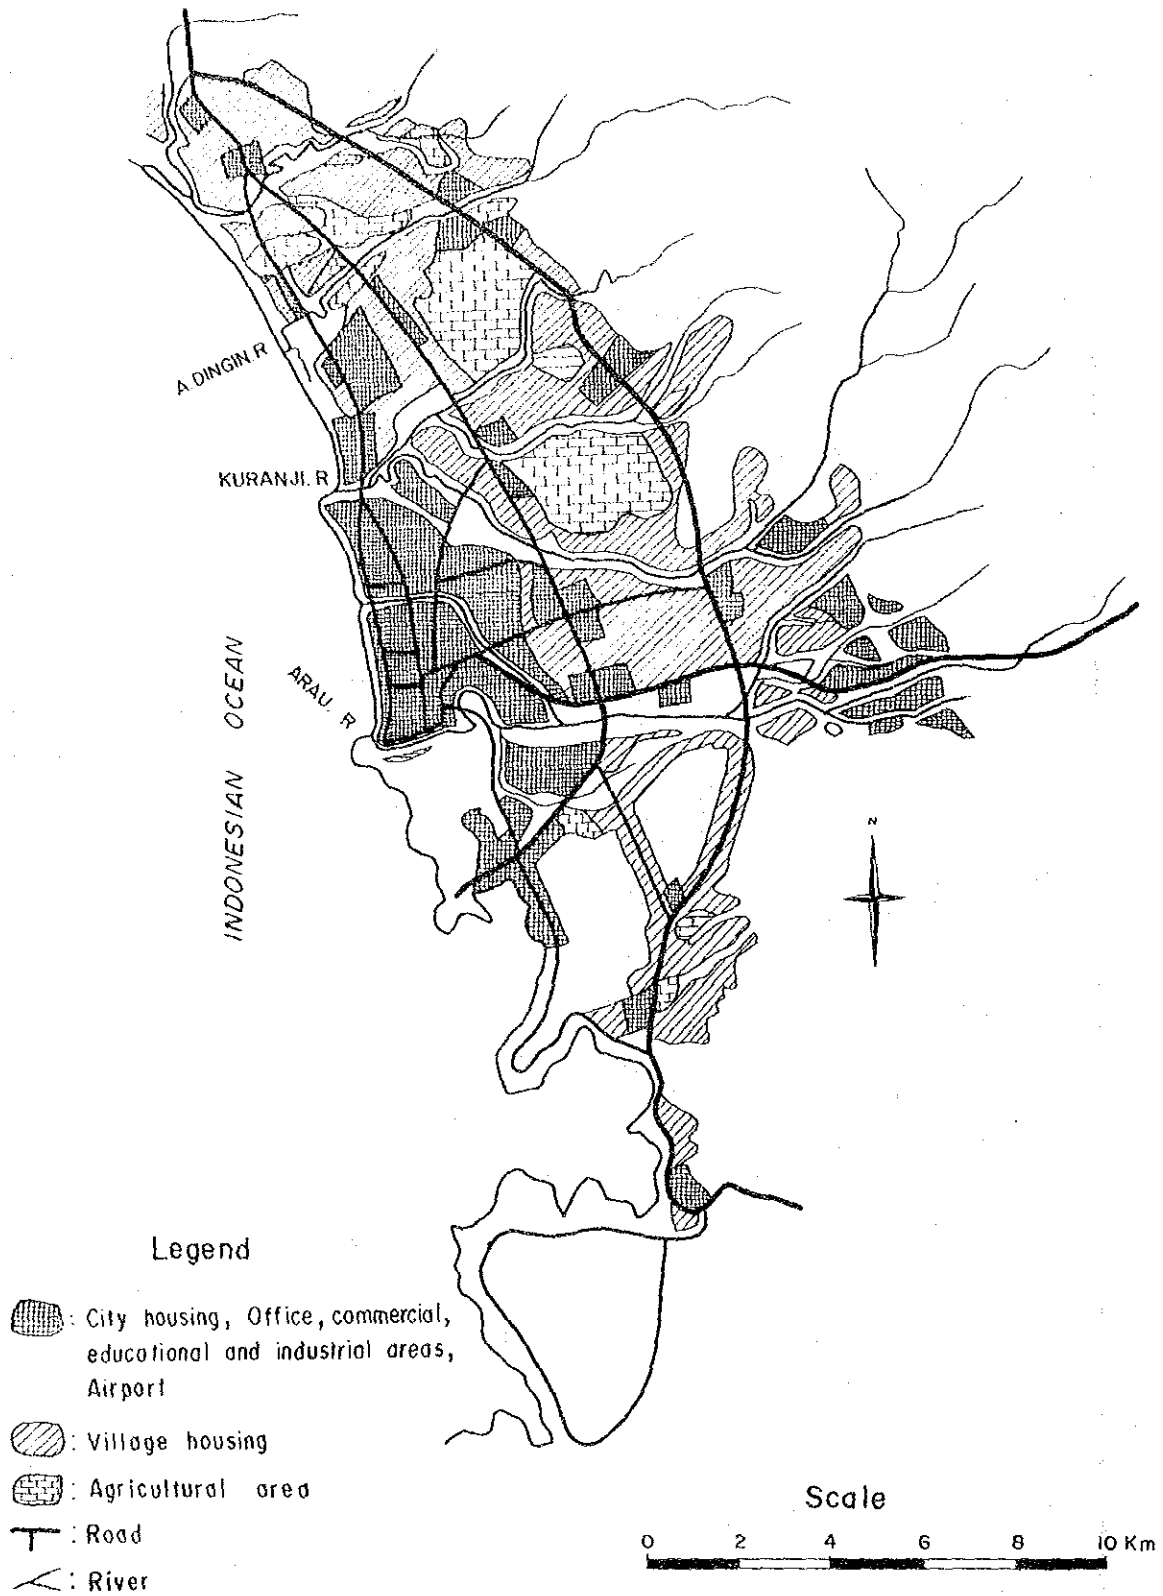 N
A. DINGIN. R
KURANJI. R
ARAU. R
INDONESIAN OCEAN
Legend
: City housing, Office, commercial,
educational and industrial areas,
Airport
: Village housing
: Agricultural area
: Road
: River
Scale
0 2 4 6 8 10 Km